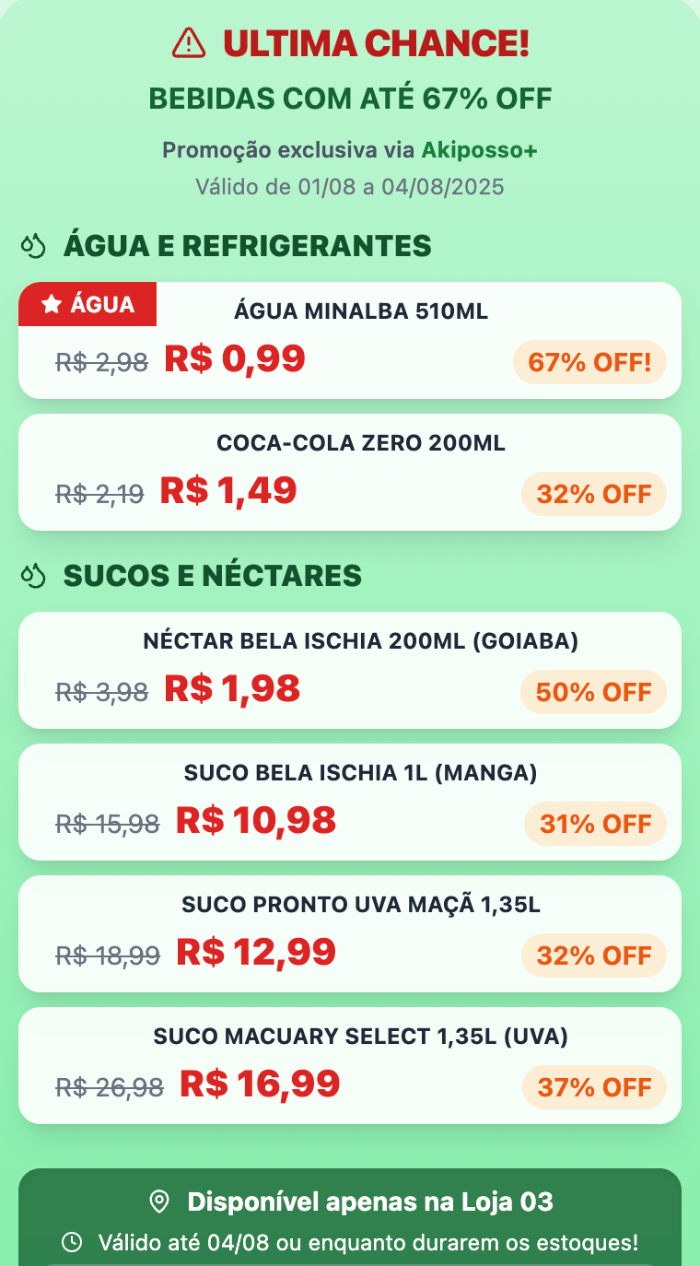 ULTIMA CHANCE!
BEBIDAS COM ATÉ 67% OFF
Promoção exclusiva via Akiposso+
Válido de 01/08 a 04/08/2025
ÁGUA E REFRIGERANTES
ÁGUA
ÁGUA MINALBA 510ML
R$ 2,98 R$ 0,99 67% OFF!
COCA-COLA ZERO 200ML
R$ 2,19 R$ 1,49 32% OFF
SUCOS E NÉCTARES
NÉCTAR BELA ISCHIA 200ML (GOIABA)
R$ 3,98 R$ 1,98 50% OFF
SUCO BELA ISCHIA 1L (MANGA)
R$ 15,98 R$ 10,98 31% OFF
SUCO PRONTO UVA MAÇÃ 1,35L
R$ 18,99 R$ 12,99 32% OFF
SUCO MACUARY SELECT 1,35L (UVA)
R$ 26,98 R$ 16,99 37% OFF
Disponível apenas na Loja 03
Válido até 04/08 ou enquanto durarem os estoques!